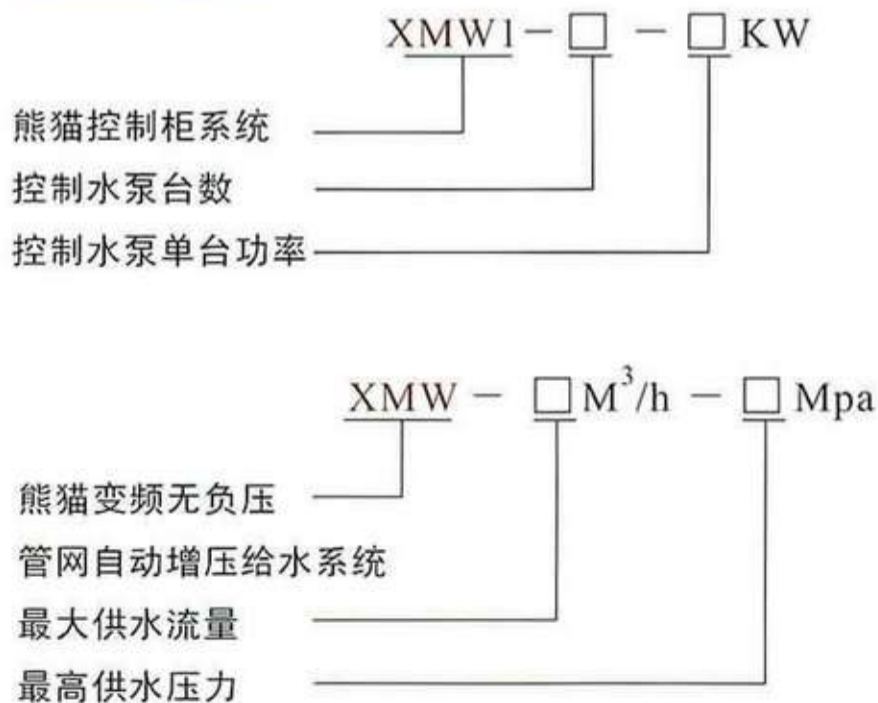 XMW1-□-□KW
熊猫控制柜系统
控制水泵台数
控制水泵单台功率
XMW-□M³/h-□Mpa
熊猫变频无负压
管网自动增压给水系统
最大供水流量
最高供水压力